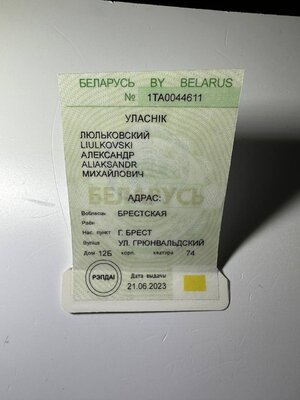 БЕЛАРУСЬ BY BELARUS
№ 1TA0044611
УЛАСНІК
ЛЮЛЬКОВСКИЙ
LIULKOVSKI
АЛЕКСАНДР
ALIAKSANDR
МИХАЙЛОВИЧ
БЕЛАРУСЬ
АДРАС:
Вобласць БРЕСТСКАЯ
Раён
Нас. пункт Г. БРЕСТ
Вуліца УЛ. ГРЮНВАЛЬДСКИЙ
Дом 12Б корп. кватэра 74
РЭПДАІ
Дата выдачы
21.06.2023